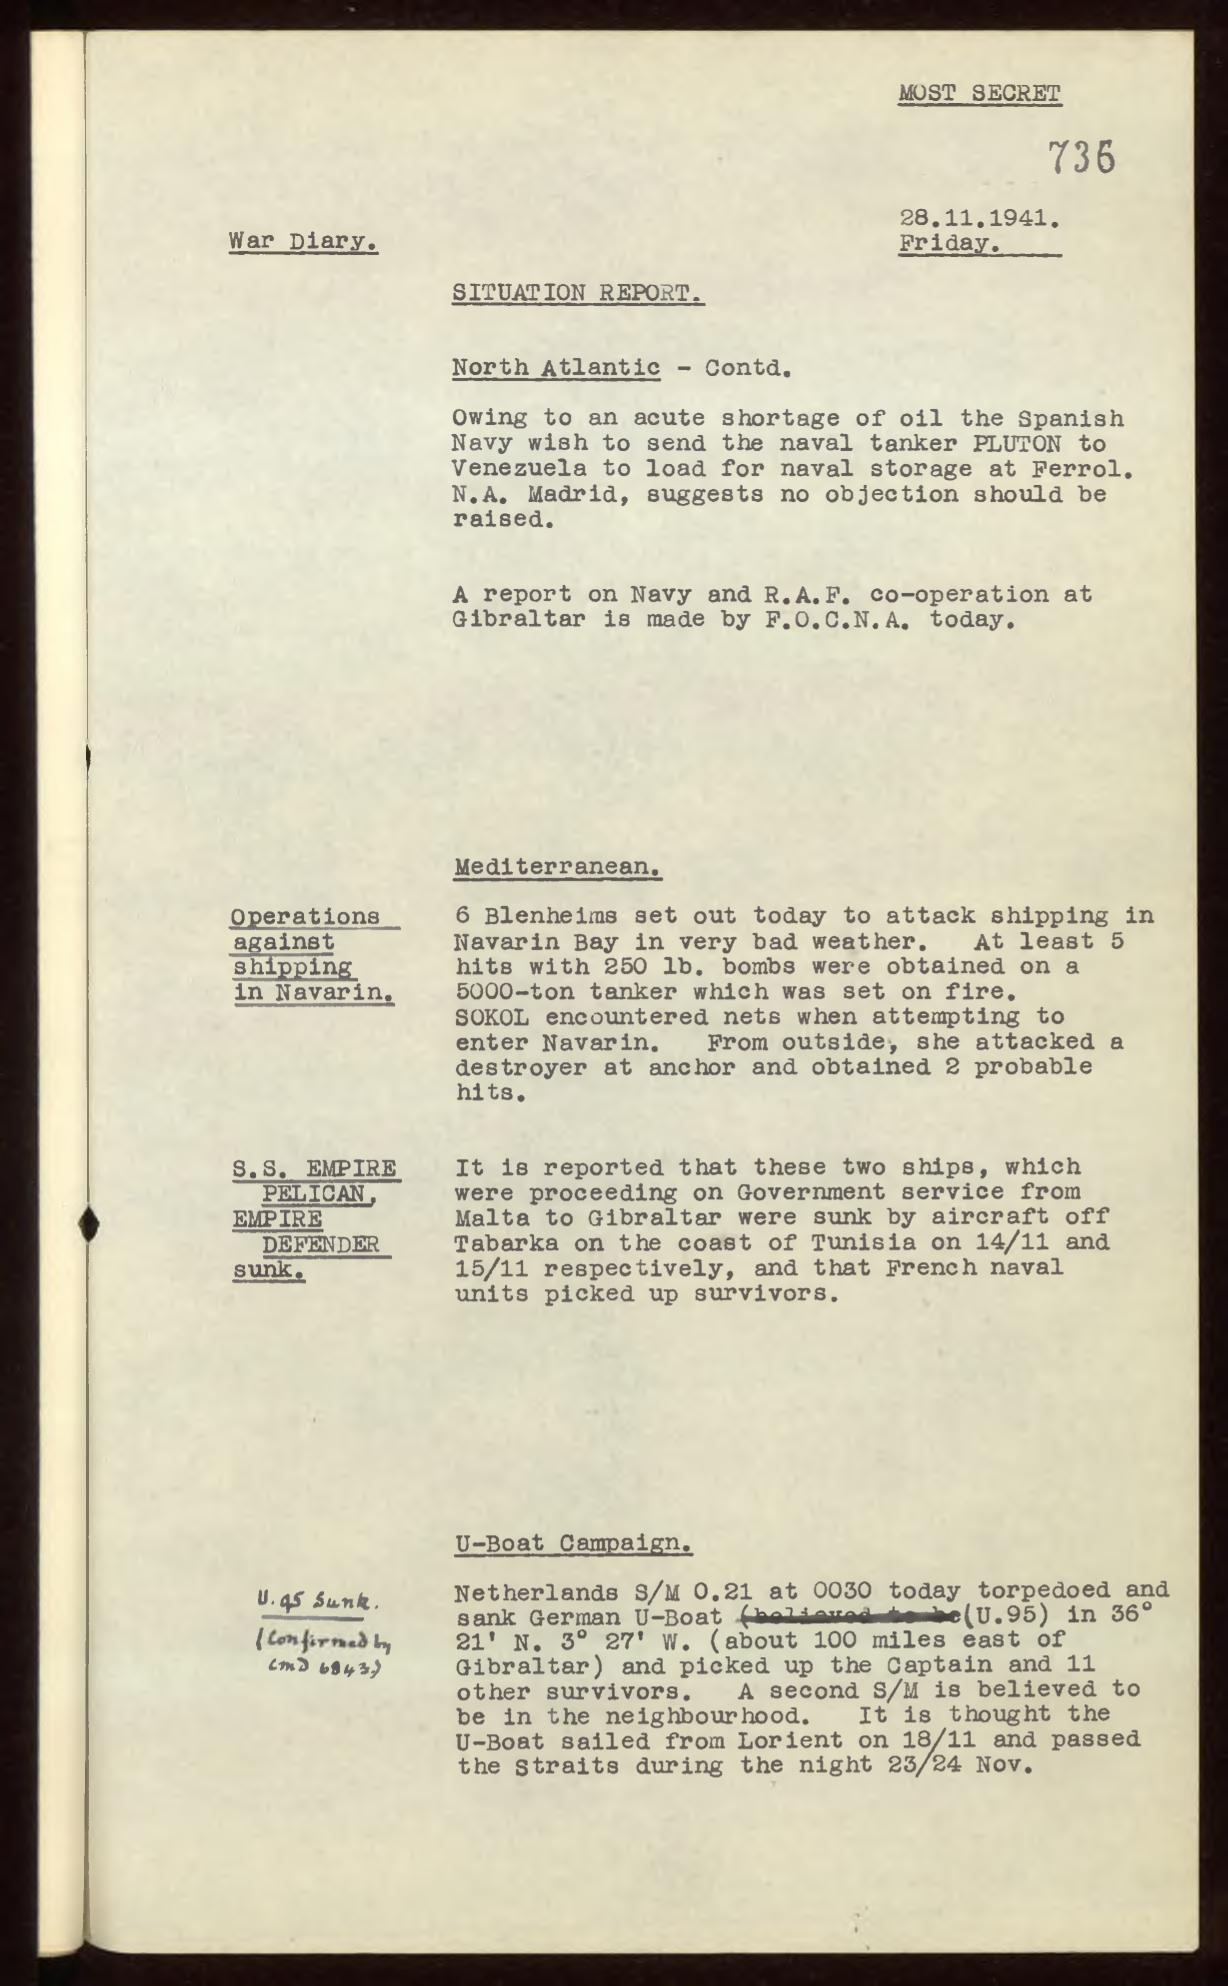 MOST SECRET
736
28.11.1941.
War Diary.
Friday.
SITUATION REPORT.
North Atlantic - Contd.
Owing to an acute shortage of oil the Spanish
Navy wish to send the naval tanker PLUTON to
Venezuela to load for naval storage at Ferrol.
N.A. Madrid, suggests no objection should be
raised.
A report on Navy and R.A.F. co-operation at
Gibraltar is made by F.O.C.N.A. today.
Mediterranean.
Operations
against
shipping
in Navarin.
6 Blenheims set out today to attack shipping in
Navarin Bay in very bad weather. At least 5
hits with 250 lb. bombs were obtained on a
5000-ton tanker which was set on fire.
SOKOL encountered nets when attempting to
enter Navarin. From outside, she attacked a
destroyer at anchor and obtained 2 probable
hits.
S.S. EMPIRE
PELICAN,
EMPIRE
DEFENDER
sunk.
It is reported that these two ships, which
were proceeding on Government service from
Malta to Gibraltar were sunk by aircraft off
Tabarka on the coast of Tunisia on 14/11 and
15/11 respectively, and that French naval
units picked up survivors.
U-Boat Campaign.
U.95 Sunk.
(Confirmed by
Cmd 6843)
Netherlands S/M O.21 at 0030 today torpedoed and
sank German U-Boat (believed to be (U.95) in 36°
21' N. 3° 27' W. (about 100 miles east of
Gibraltar) and picked up the Captain and 11
other survivors. A second S/M is believed to
be in the neighbourhood. It is thought the
U-Boat sailed from Lorient on 18/11 and passed
the Straits during the night 23/24 Nov.